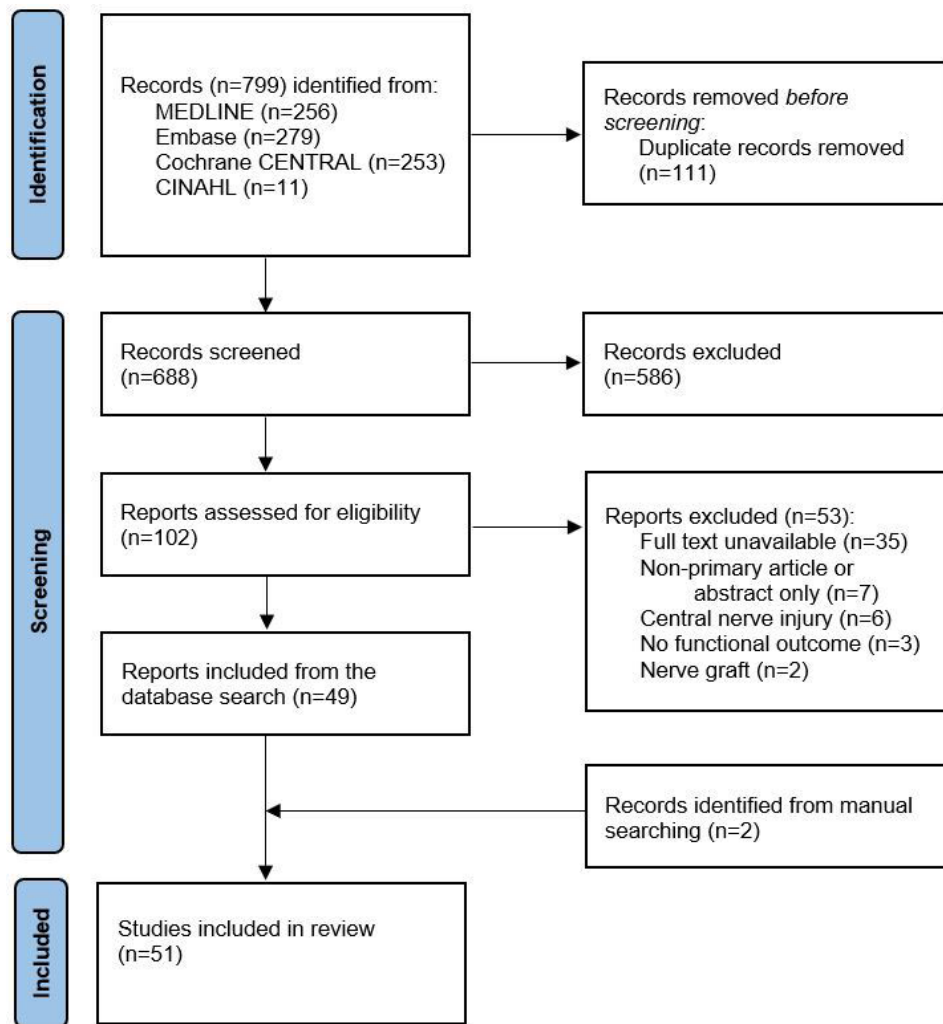 Identification
Records (n=799) identified from:
MEDLINE (n=256)
Embase (n=279)
Cochrane CENTRAL (n=253)
CINAHL (n=11)
Records removed before
screening:
Duplicate records removed
(n=111)
Screening
Records screened
(n=688)
Records excluded
(n=586)
Reports assessed for eligibility
(n=102)
Reports excluded (n=53):
Full text unavailable (n=35)
Non-primary article or
abstract only (n=7)
Central nerve injury (n=6)
No functional outcome (n=3)
Nerve graft (n=2)
Reports included from the
database search (n=49)
Records identified from manual
searching (n=2)
Included
Studies included in review
(n=51)